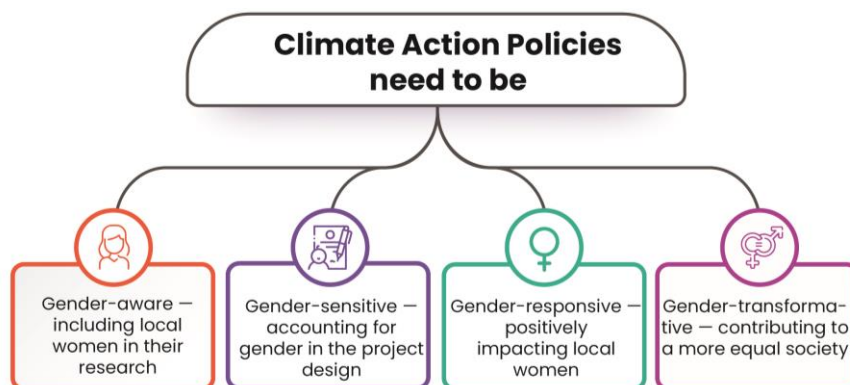 Climate Action Policies
need to be
Gender-aware —
including local
women in their
research
Gender-sensitive —
accounting for
gender in the project
design
Gender-responsive —
positively
impacting local
women
Gender-transforma-
tive — contributing to
a more equal society